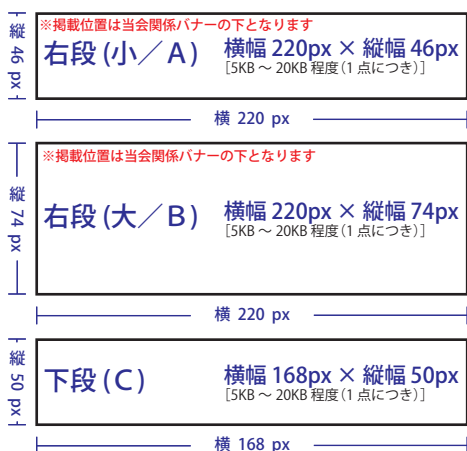 ※掲載位置は当会関係バナーの下となります
縦 46 px
右段(小／A) 横幅 220px × 縦幅 46px
[5KB～20KB 程度(1 点につき)]
横 220 px
※掲載位置は当会関係バナーの下となります
縦 74 px
右段(大／B) 横幅 220px × 縦幅 74px
[5KB～20KB 程度(1 点につき)]
横 220 px
縦 50 px
下段(C) 横幅 168px × 縦幅 50px
[5KB～20KB 程度(1 点につき)]
横 168 px